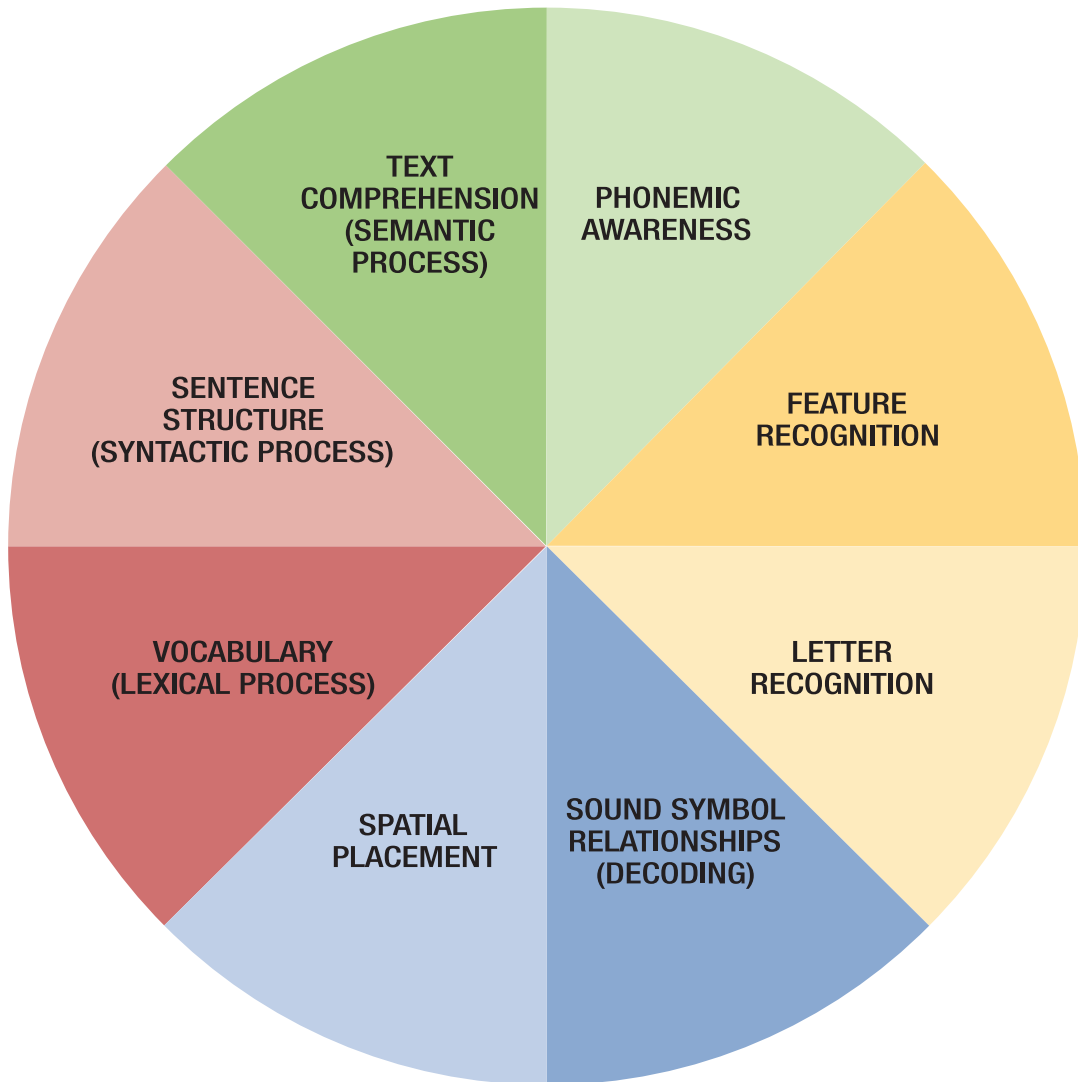 TEXT
COMPREHENSION
(SEMANTIC
PROCESS)
PHONEMIC
AWARENESS
FEATURE
RECOGNITION
LETTER
RECOGNITION
SOUND SYMBOL
RELATIONSHIPS
(DECODING)
SPATIAL
PLACEMENT
VOCABULARY
(LEXICAL PROCESS)
SENTENCE
STRUCTURE
(SYNTACTIC PROCESS)